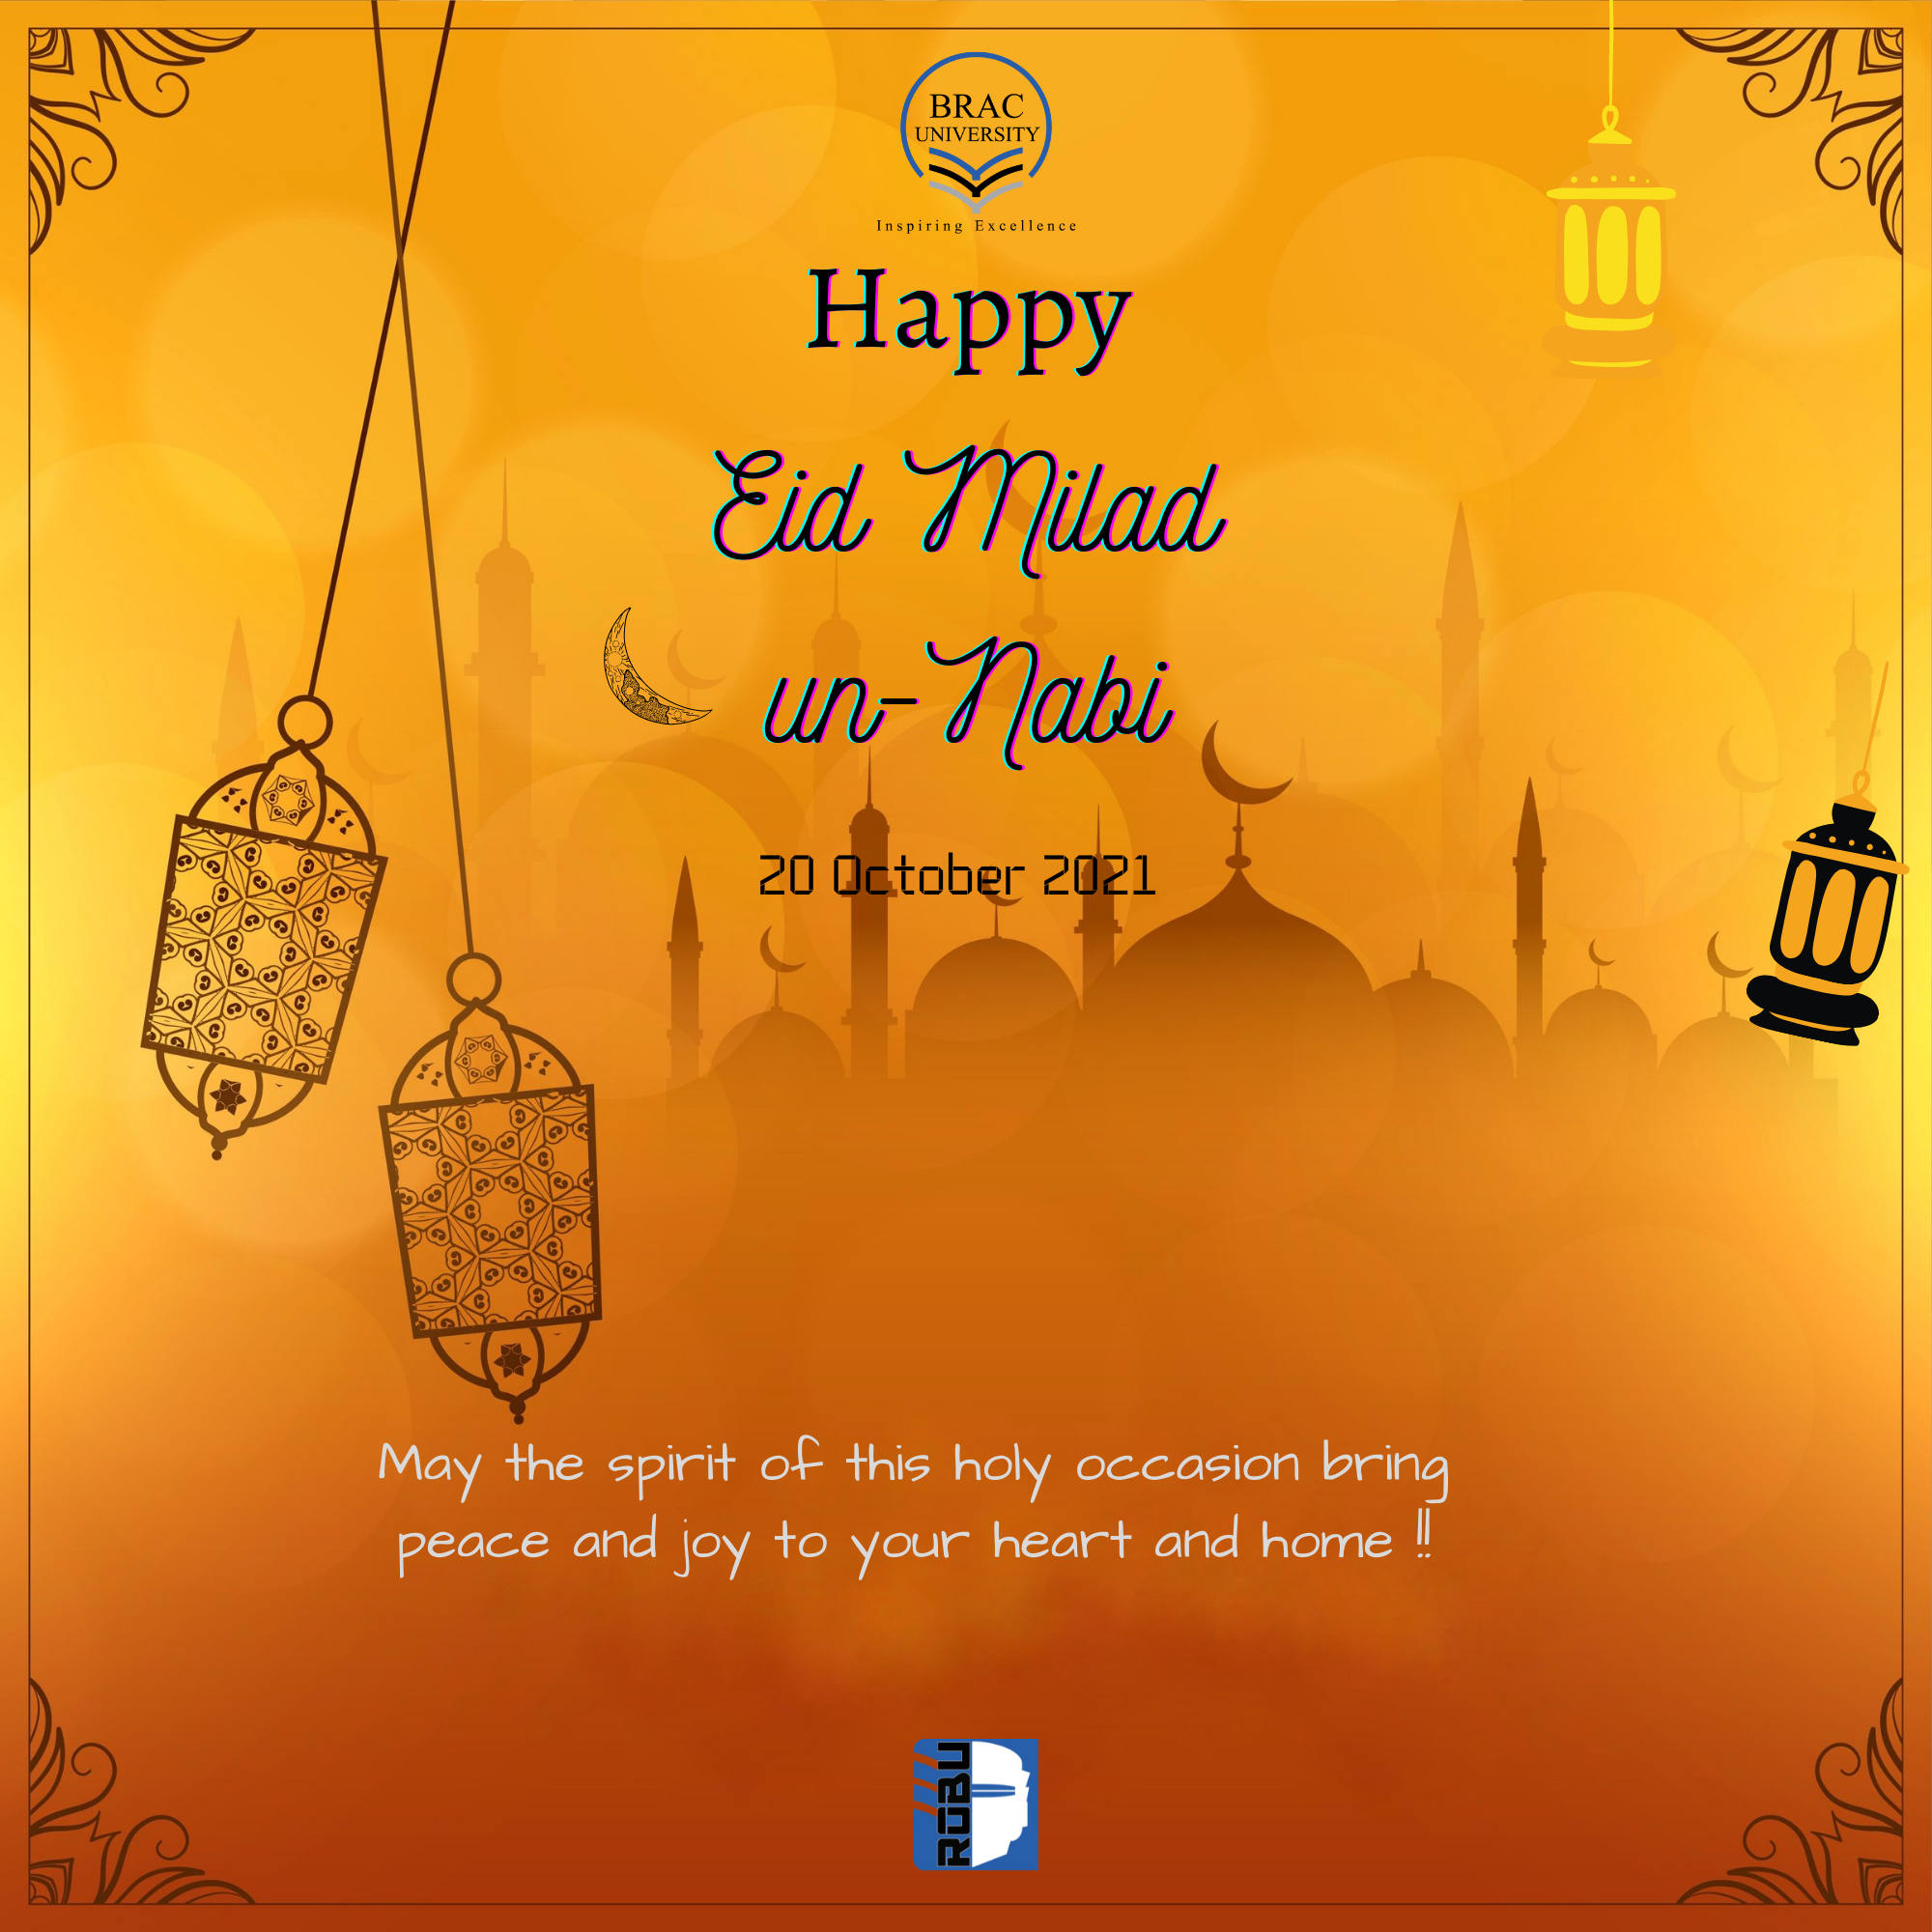 BRAC
UNIVERSITY
Inspiring Excellence
Happy
Eid Milad
un-Nabi
20 October 2021
May the spirit of this holy occasion bring
peace and joy to your heart and home !!
ROBU